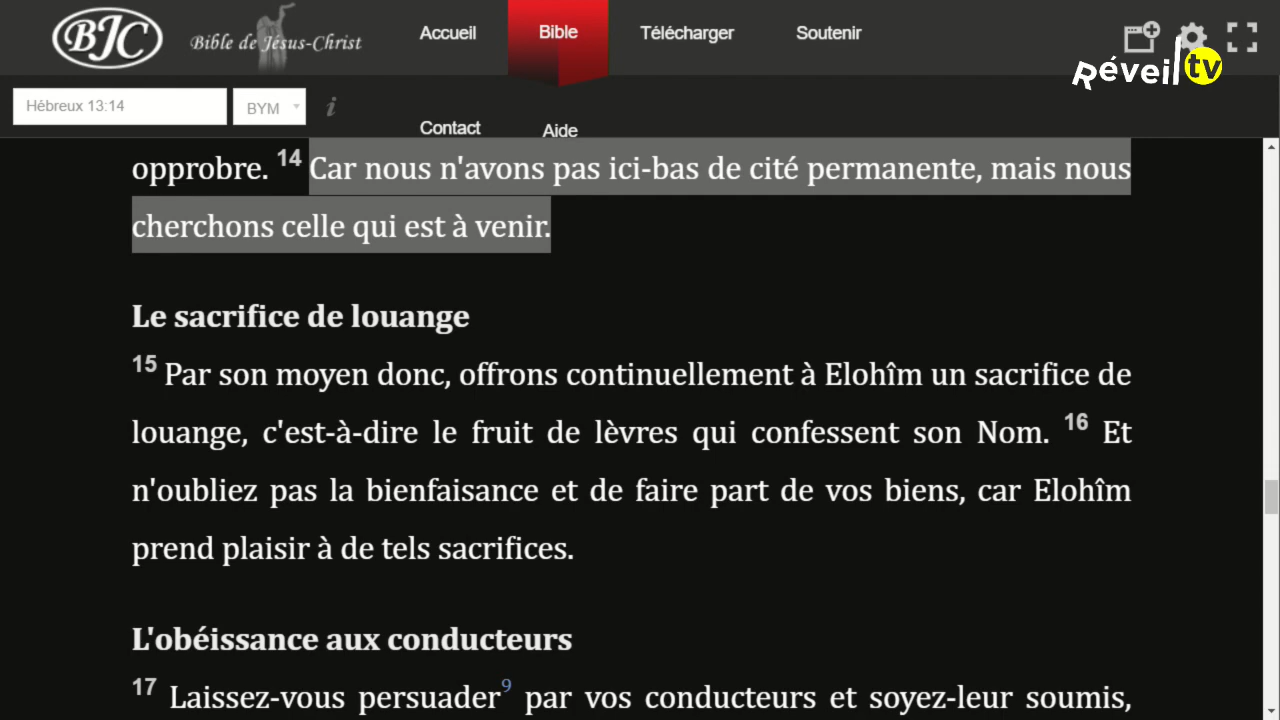 BJC
Bible de Jésus-Christ
Accueil
Bible
Télécharger
Soutenir
Réveil tv
Hébreux 13:14
BYM
i
Contact
Aide
opprobre. 14 Car nous n'avons pas ici-bas de cité permanente, mais nous
cherchons celle qui est à venir.
Le sacrifice de louange
15 Par son moyen donc, offrons continuellement à Elohîm un sacrifice de
louange, c'est-à-dire le fruit de lèvres qui confessent son Nom. 16 Et
n'oubliez pas la bienfaisance et de faire part de vos biens, car Elohîm
prend plaisir à de tels sacrifices.
L'obéissance aux conducteurs
17 Laissez-vous persuader9 par vos conducteurs et soyez-leur soumis,